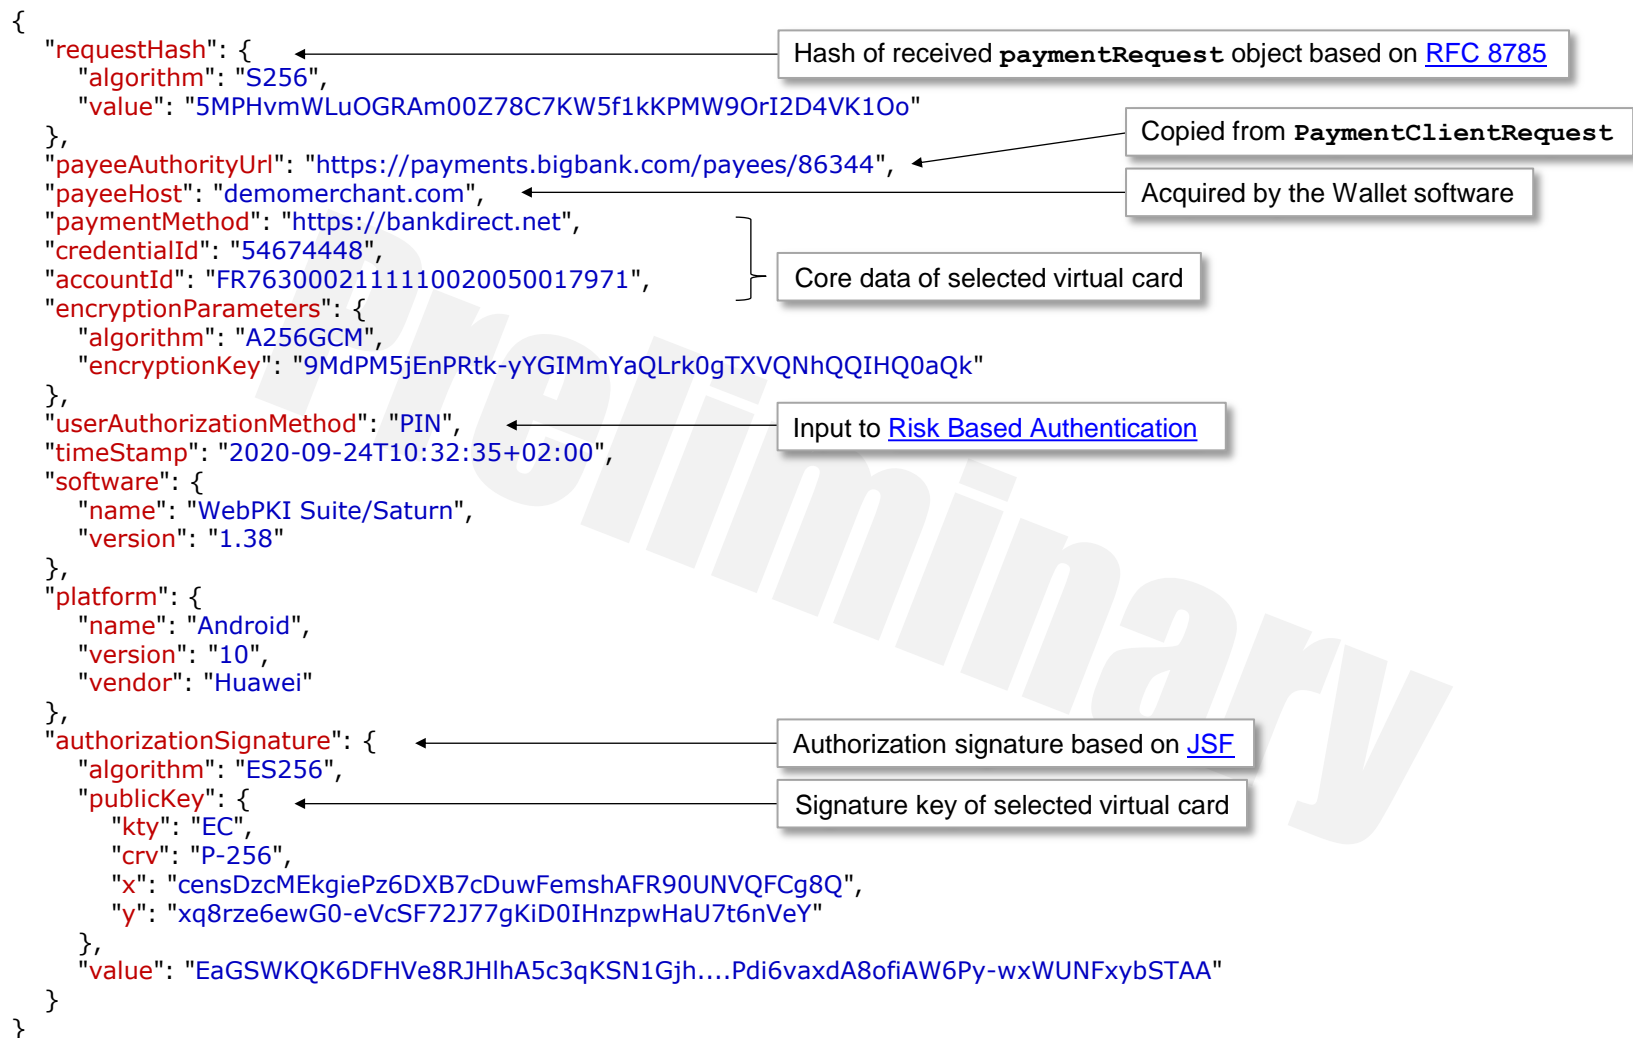 {
"requestHash": {
Hash of received paymentRequest object based on RFC 8785
"algorithm": "S256",
"value": "5MPHvmWLuOGRAm00Z78C7KW5f1kKPMW9OrI2D4VK1Oo"
},
Copied from PaymentClientRequest
"payeeAuthorityUrl": "https://payments.bigbank.com/payees/86344",
"payeeHost": "demomerchant.com",
Acquired by the Wallet software
"paymentMethod": "https://bankdirect.net",
"credentialId": "54674448",
"accountId": "FR7630002111110020050017971",
Core data of selected virtual card
"encryptionParameters": {
"algorithm": "A256GCM",
"encryptionKey": "9MdPM5jEnPRtk-yYGIMmYaQLrk0gTXVQNhQQIHQ0aQk"
},
"userAuthorizationMethod": "PIN",
Input to Risk Based Authentication
"timeStamp": "2020-09-24T10:32:35+02:00",
"software": {
"name": "WebPKI Suite/Saturn",
"version": "1.38"
},
"platform": {
"name": "Android",
"version": "10",
"vendor": "Huawei"
},
"authorizationSignature": {
Authorization signature based on JSF
"algorithm": "ES256",
"publicKey": {
Signature key of selected virtual card
"kty": "EC",
"crv": "P-256",
"x": "censDzcMEkgiePz6DXB7cDuwFemshAFR90UNVQFCg8Q",
"y": "xq8rze6ewG0-eVcSF72J77gKiD0IHnzpwHaU7t6nVeY"
},
"value": "EaGSWKQK6DFHVe8RJHlhA5c3qKSN1Gjh....Pdi6vaxdA8ofiAW6Py-wxWUNFxybSTAA"
}
}
Preliminary